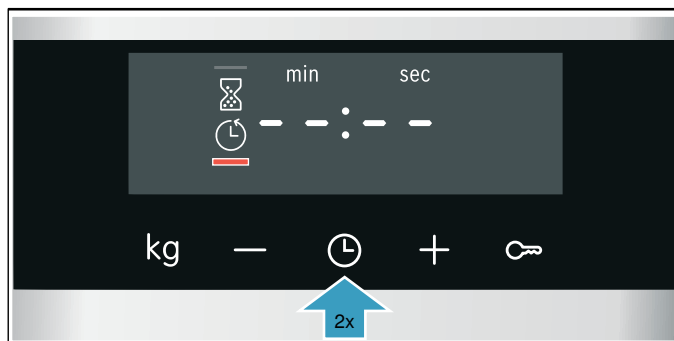 min sec
--:--
kg — +
2x